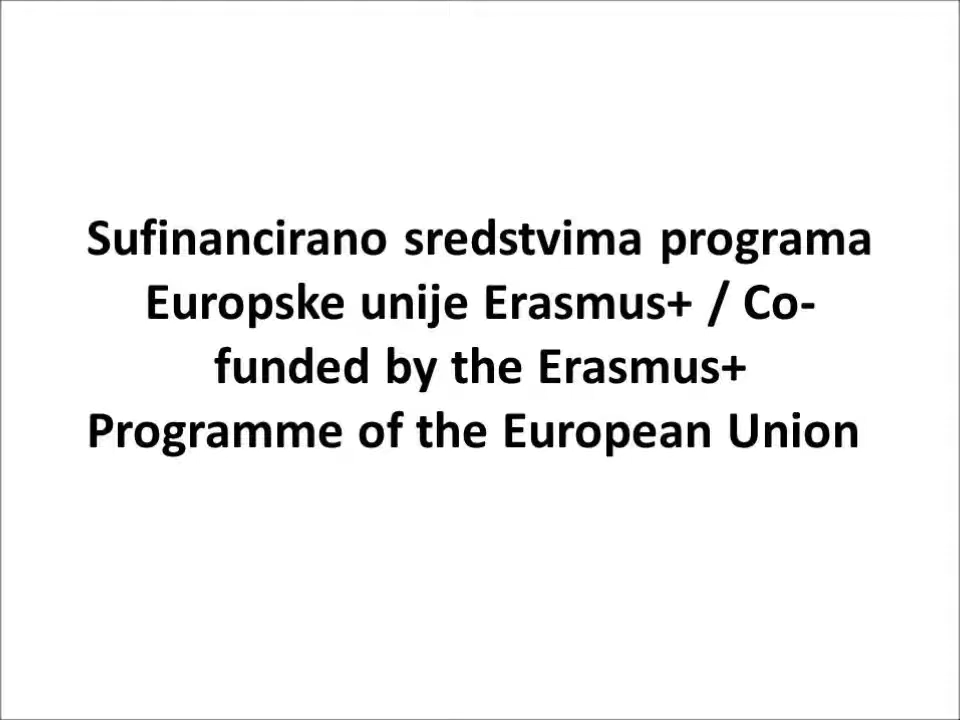 Sufinancirano sredstvima programa
Europske unije Erasmus+ / Co-
funded by the Erasmus+
Programme of the European Union